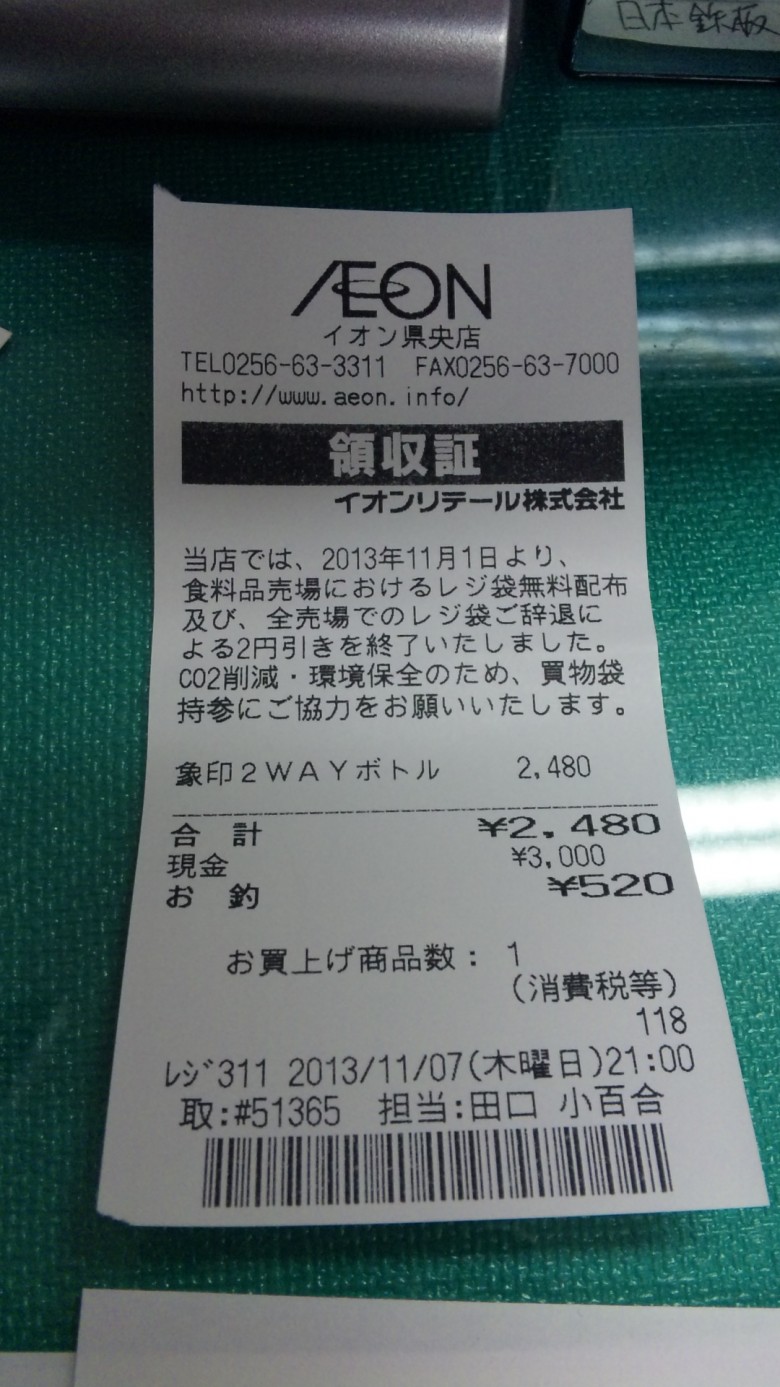 日本鉄板
ÆON
イオン県央店
TEL0256-63-3311 FAX0256-63-7000
http://www.aeon.info/
領収証
イオンリテール株式会社
当店では、2013年11月1日より、
食料品売場におけるレジ袋無料配布
及び、全売場でのレジ袋ご辞退に
よる2円引きを終了いたしました。
CO2削減・環境保全のため、買物袋
持参にご協力をお願いいたします。
象印2WAYボトル 2,480
合計 ¥2,480
現金 ¥3,000
お釣 ¥520
お買上げ商品数: 1
(消費税等)
118
ﾚｼﾞ311 2013/11/07(木曜日)21:00
取:#51365 担当:田口 小百合